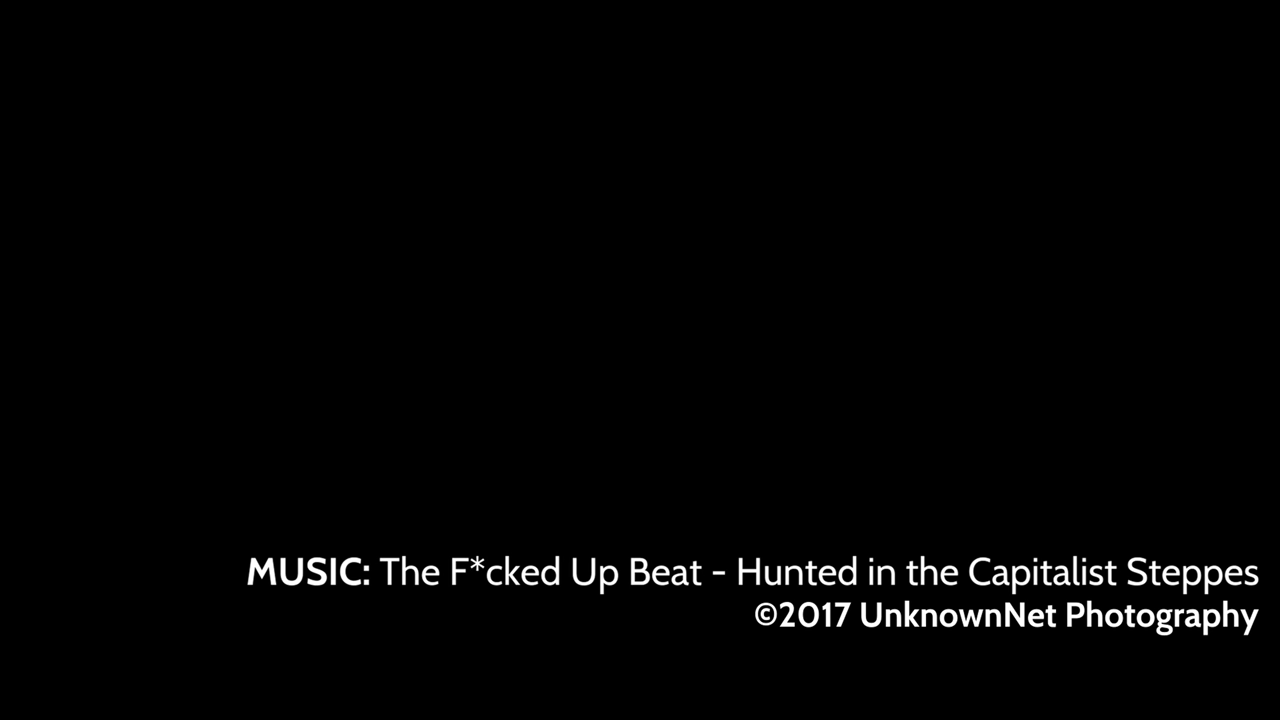 MUSIC: The F*cked Up Beat - Hunted in the Capitalist Steppes
©2017 UnknownNet Photography